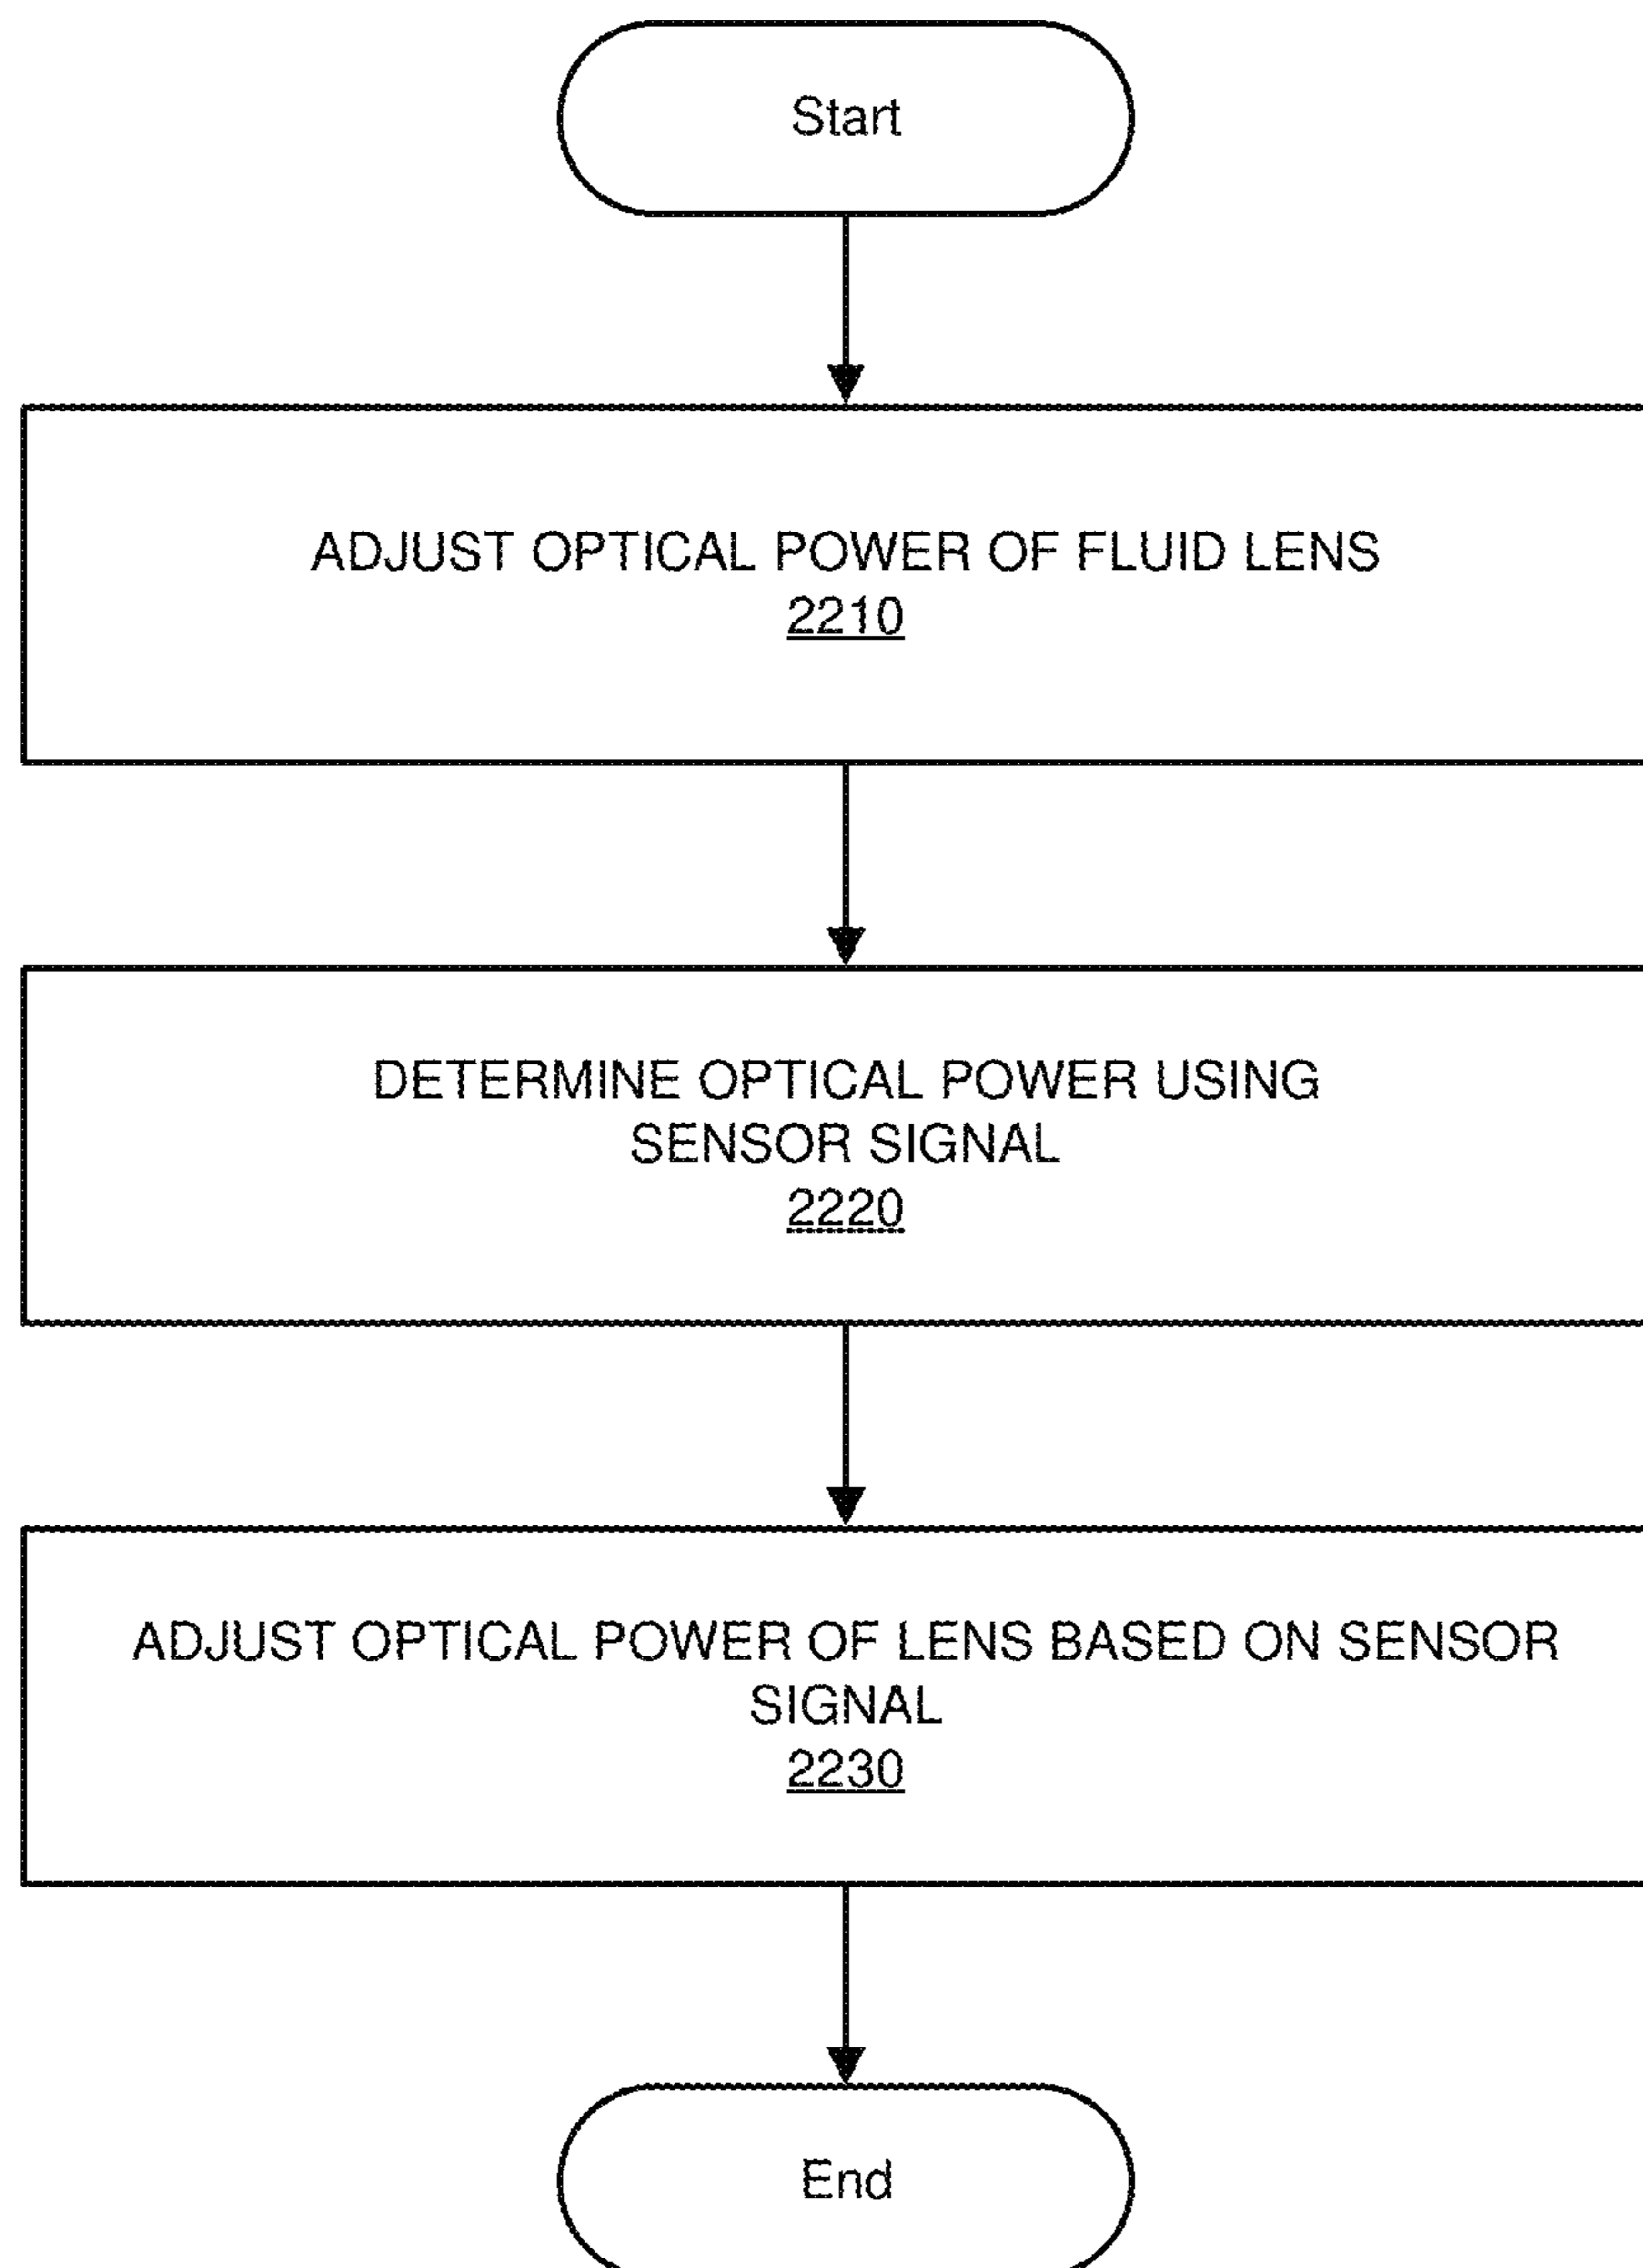 Start
ADJUST OPTICAL POWER OF FLUID LENS
2210
DETERMINE OPTICAL POWER USING
SENSOR SIGNAL
2220
ADJUST OPTICAL POWER OF LENS BASED ON SENSOR
SIGNAL
2230
End